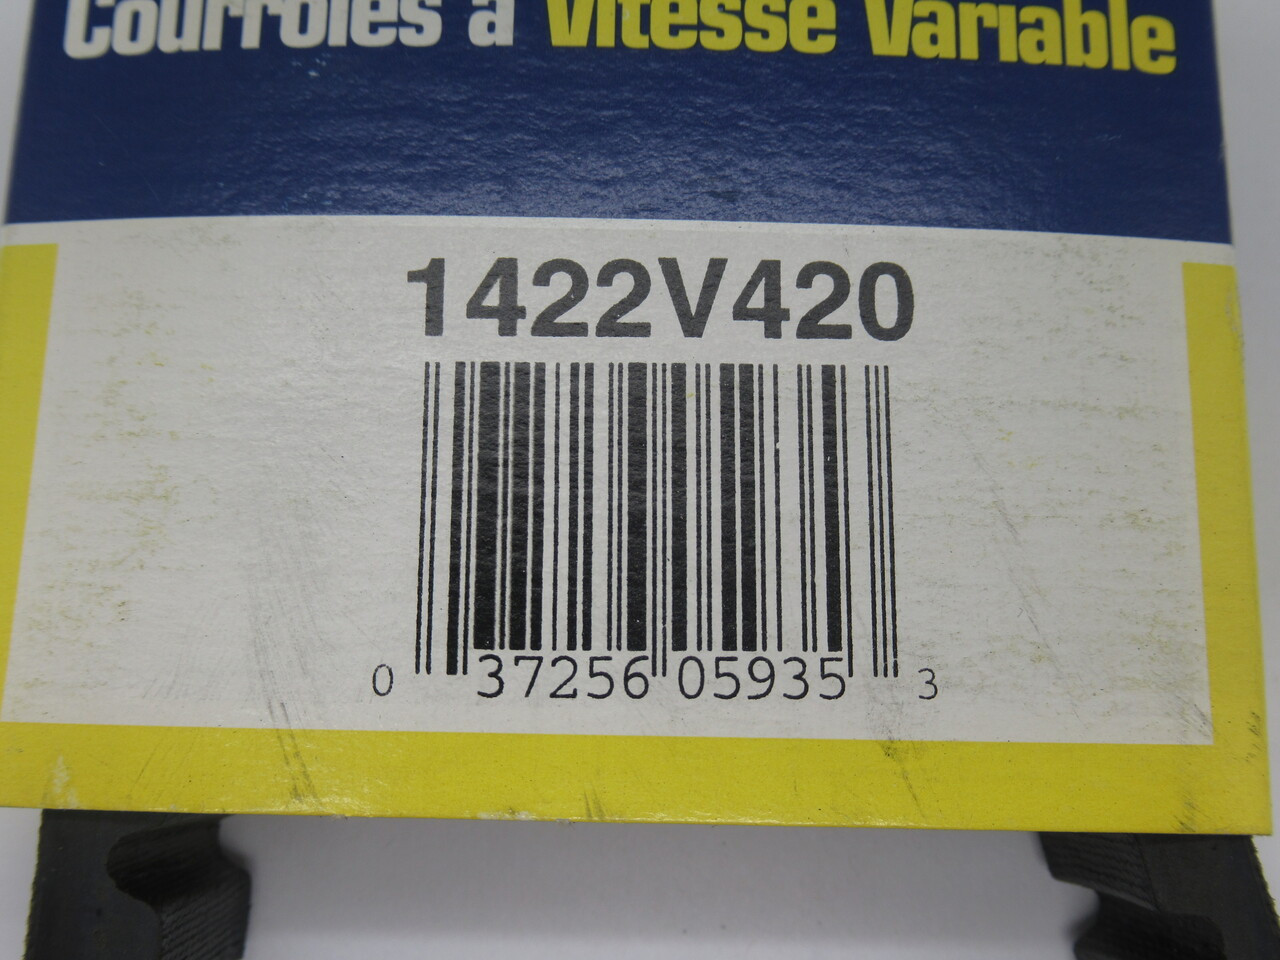 Courroies à Vitesse Variable
1422V420
0 37256 05935 3